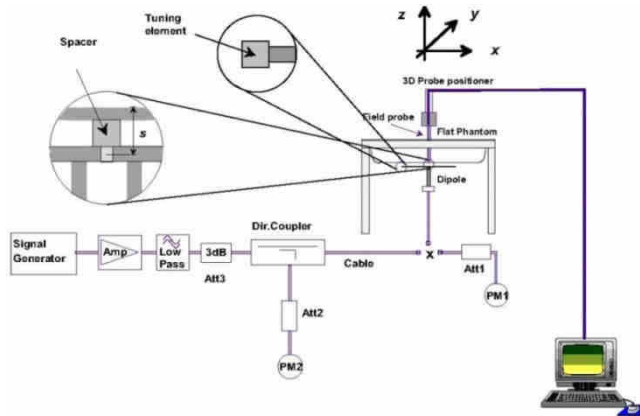 Tuning
element
Spacer
s
z
y
x
3D Probe positioner
Field probe
Flat Phantom
Dipole
Dir.Coupler
Signal
Generator
Amp
Low
Pass
3dB
Att3
Cable
x
Att1
PM1
Att2
PM2